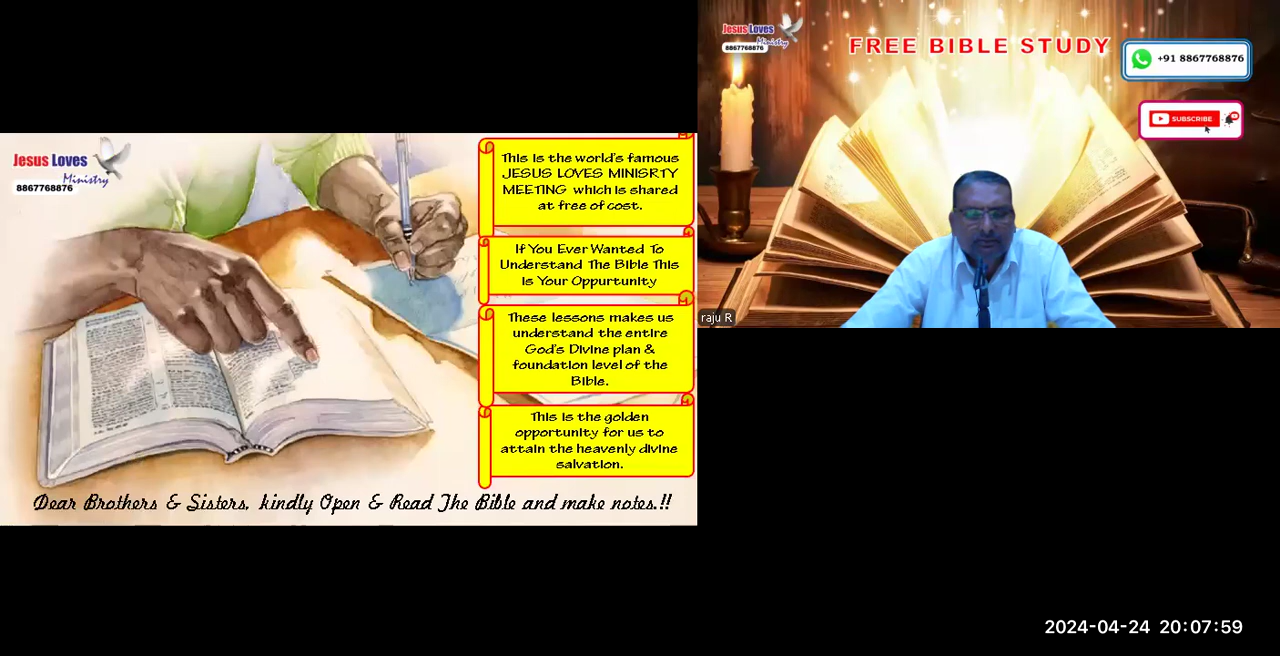 Jesus Loves
Ministry
8867768876
This is the world's famous
JESUS LOVES MINISRTY
MEETING which is shared
at free of cost.
If You Ever Wanted To
Understand The Bible This
is Your Oppurtunity
These lessons makes us
understand the entire
God's Divine plan &
foundation level of the
Bible.
This is the golden
opportunity for us to
attain the heavenly divine
salvation.
Dear Brothers & Sisters, kindly Open & Read The Bible and make notes.!!
Jesus Loves
Ministry
8867768876
FREE BIBLE STUDY
+91 8867768876
SUBSCRIBE
raju R
2024-04-24 20:07:59